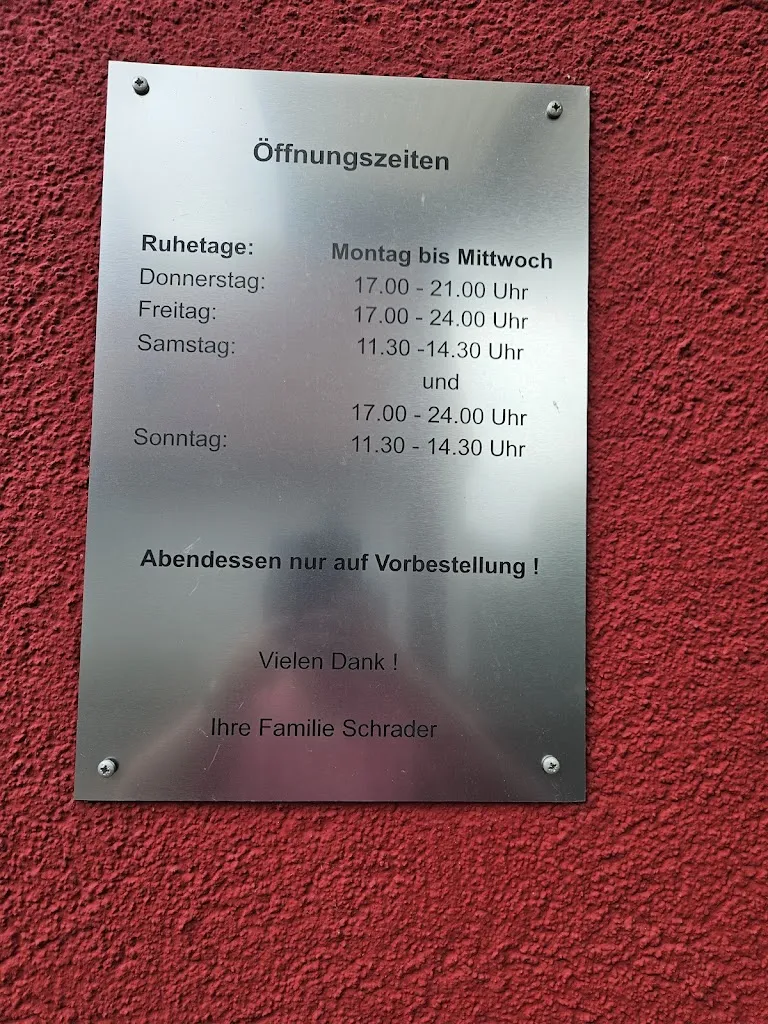 Öffnungszeiten
Ruhetage: Montag bis Mittwoch
Donnerstag: 17.00 - 21.00 Uhr
Freitag: 17.00 - 24.00 Uhr
Samstag: 11.30 -14.30 Uhr
und
17.00 - 24.00 Uhr
Sonntag: 11.30 - 14.30 Uhr
Abendessen nur auf Vorbestellung !
Vielen Dank !
Ihre Familie Schrader